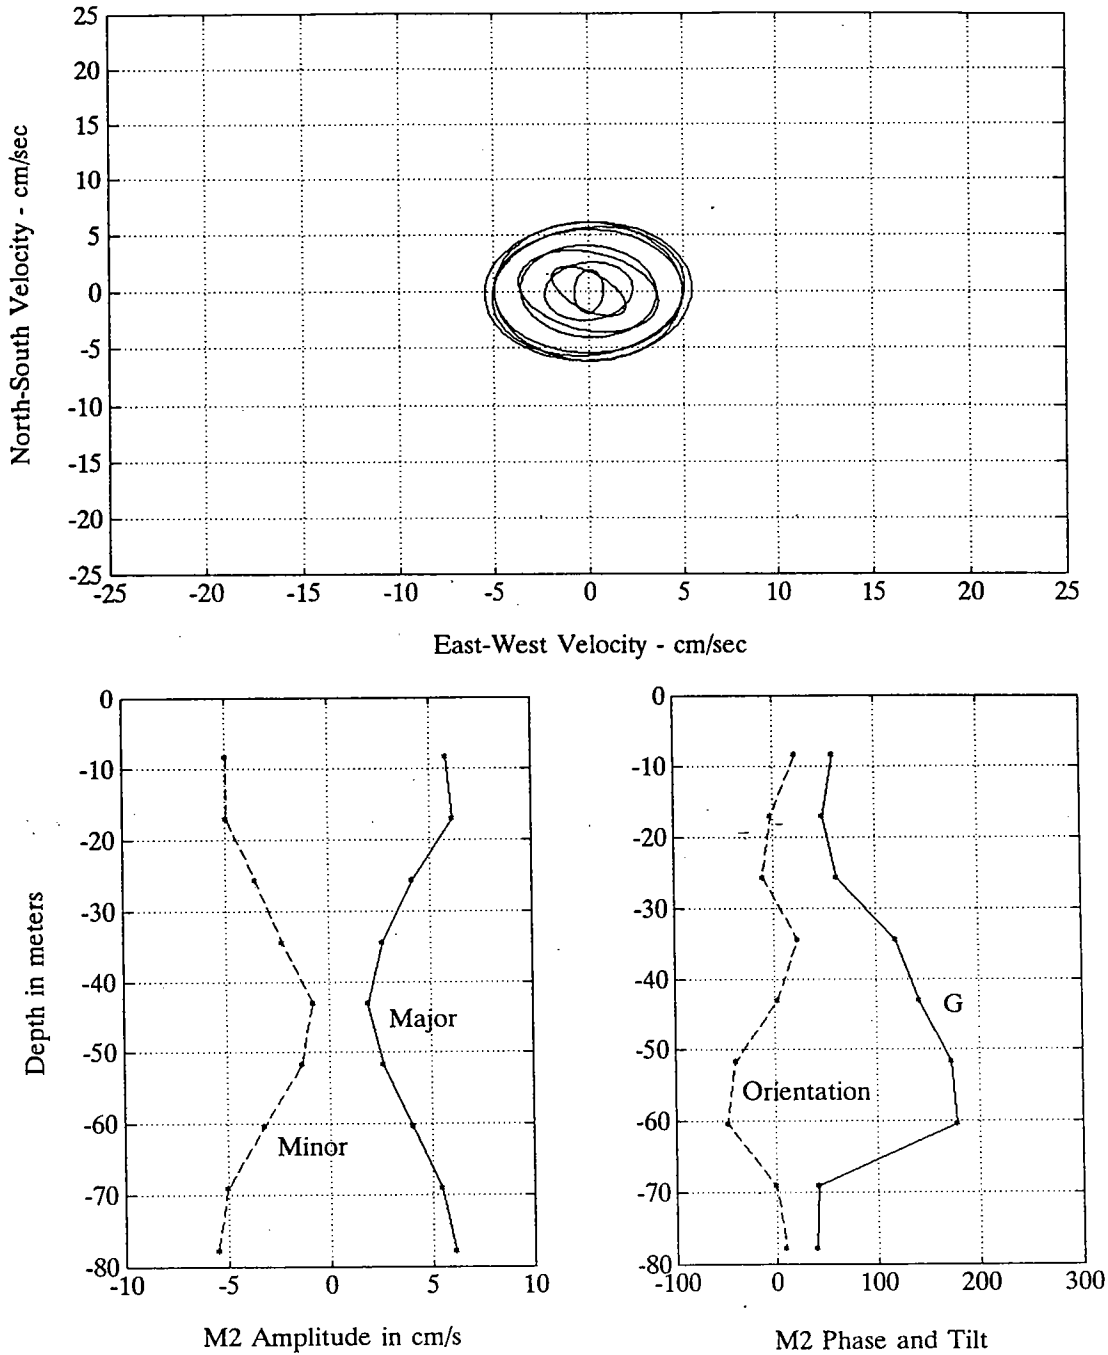 25
20
15
10
5
0
-5
-10
-15
-20
-25
North-South Velocity - cm/sec
-25 -20 -15 -10 -5 0 5 10 15 20 25
East-West Velocity - cm/sec
0
-10
-20
-30
-40
-50
-60
-70
-80
Depth in meters
Major
Minor
-10 -5 0 5 10
M2 Amplitude in cm/s
0
-10
-20
-30
-40
-50
-60
-70
-80
G
Orientation
-100 0 100 200 300
M2 Phase and Tilt